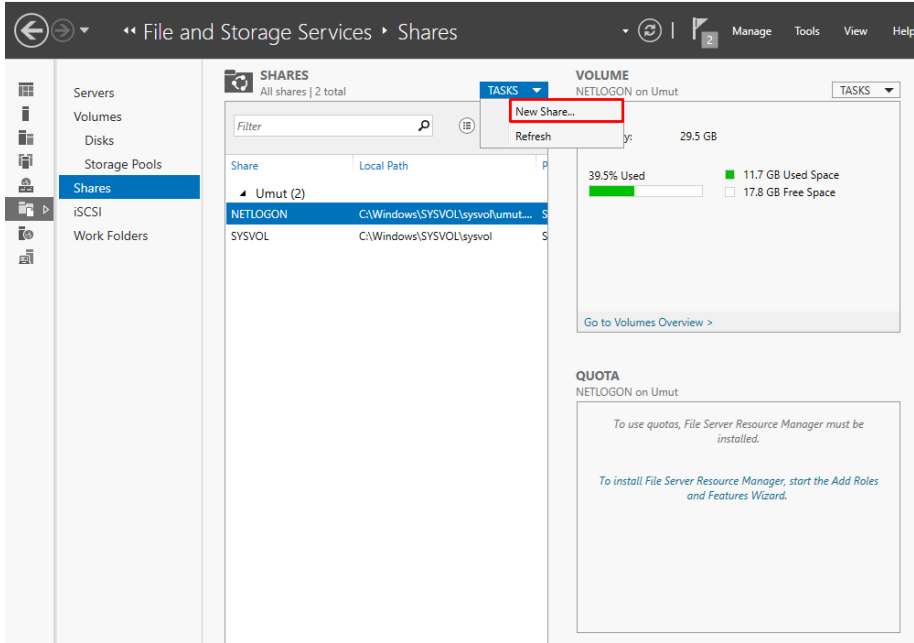 File and Storage Services Shares
2
Manage Tools View Help
Servers
Volumes
Disks
Storage Pools
Shares
iSCSI
Work Folders
SHARES
All shares | 2 total
TASKS
New Share...
Refresh
Filter
Share Local Path P
Umut (2)
NETLOGON C:\Windows\SYSVOL\sysvol\umut.... S
SYSVOL C:\Windows\SYSVOL\sysvol S
VOLUME
NETLOGON on Umut
TASKS
y: 29.5 GB
39.5% Used
11.7 GB Used Space
17.8 GB Free Space
Go to Volumes Overview >
QUOTA
NETLOGON on Umut
To use quotas, File Server Resource Manager must be
installed.
To install File Server Resource Manager, start the Add Roles
and Features Wizard.